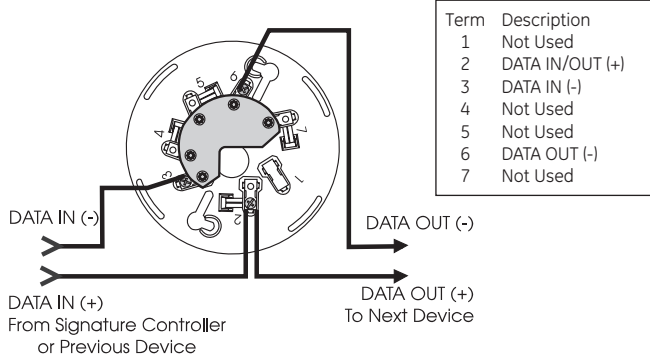 Term Description
1 Not Used
2 DATA IN/OUT (+)
3 DATA IN (-)
4 Not Used
5 Not Used
6 DATA OUT (-)
7 Not Used
5
6
7
4
3
1
2
DATA IN (-)
DATA OUT (-)
DATA IN (+)
From Signature Controller
or Previous Device
DATA OUT (+)
To Next Device